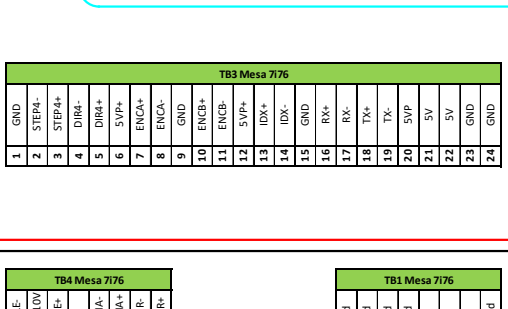 TB3 Mesa 7i76
GND STEP4- STEP4+ DIR4- DIR4+ 5VP+ ENCA+ ENCA- GND ENCB+ ENCB- 5VP+ IDX+ IDX- GND RX+ RX- TX+ TX- 5VP 5V 5V GND GND
1 2 3 4 5 6 7 8 9 10 11 12 13 14 15 16 17 18 19 20 21 22 23 24
TB4 Mesa 7i76 TB1 Mesa 7i76